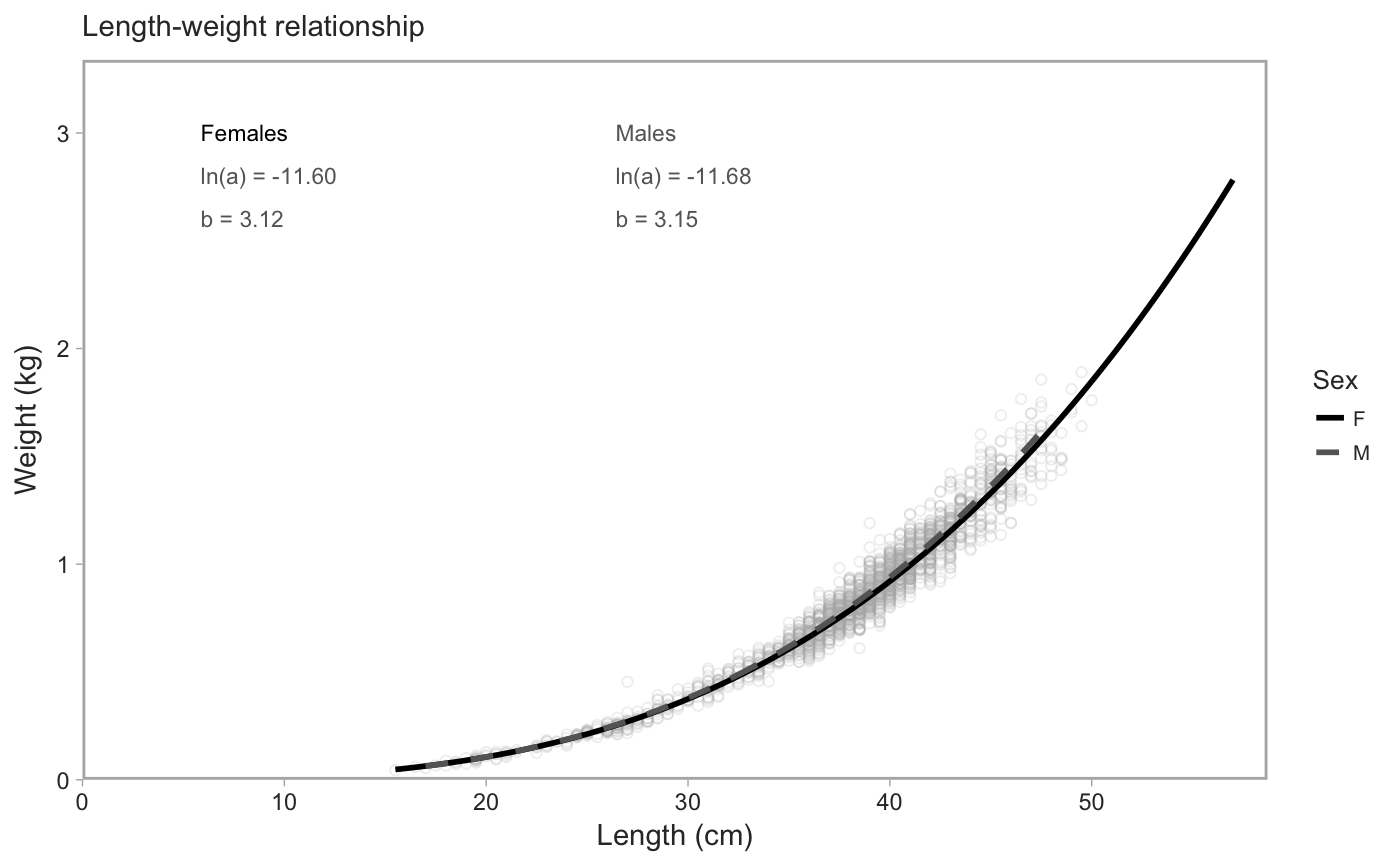 Length-weight relationship
Females
Males
ln(a) = -11.60
ln(a) = -11.68
b = 3.12
b = 3.15
3
2
1
0
Weight (kg)
0
10
20
30
40
50
Length (cm)
Sex
F
M